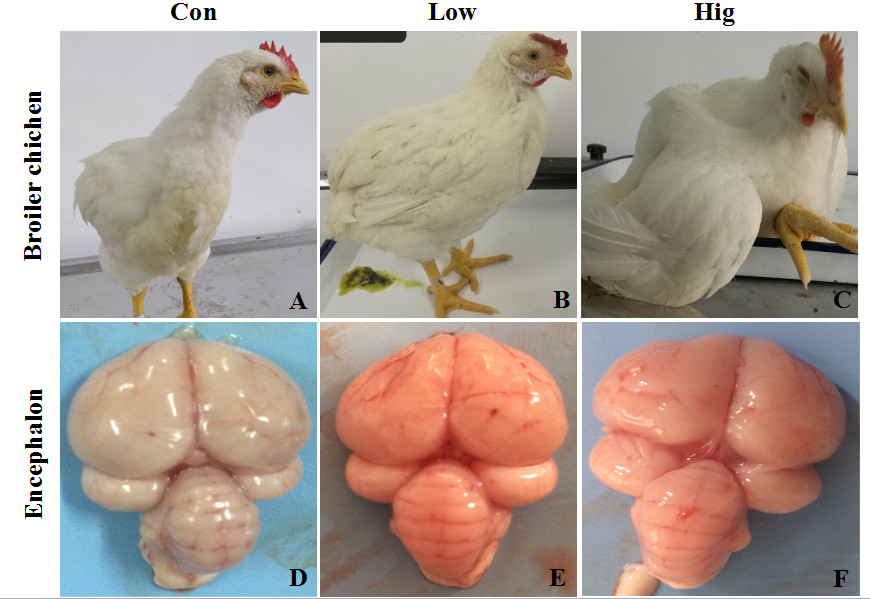 Con Low Hig
Broiler chichen
A B C
Encephalon
D E F